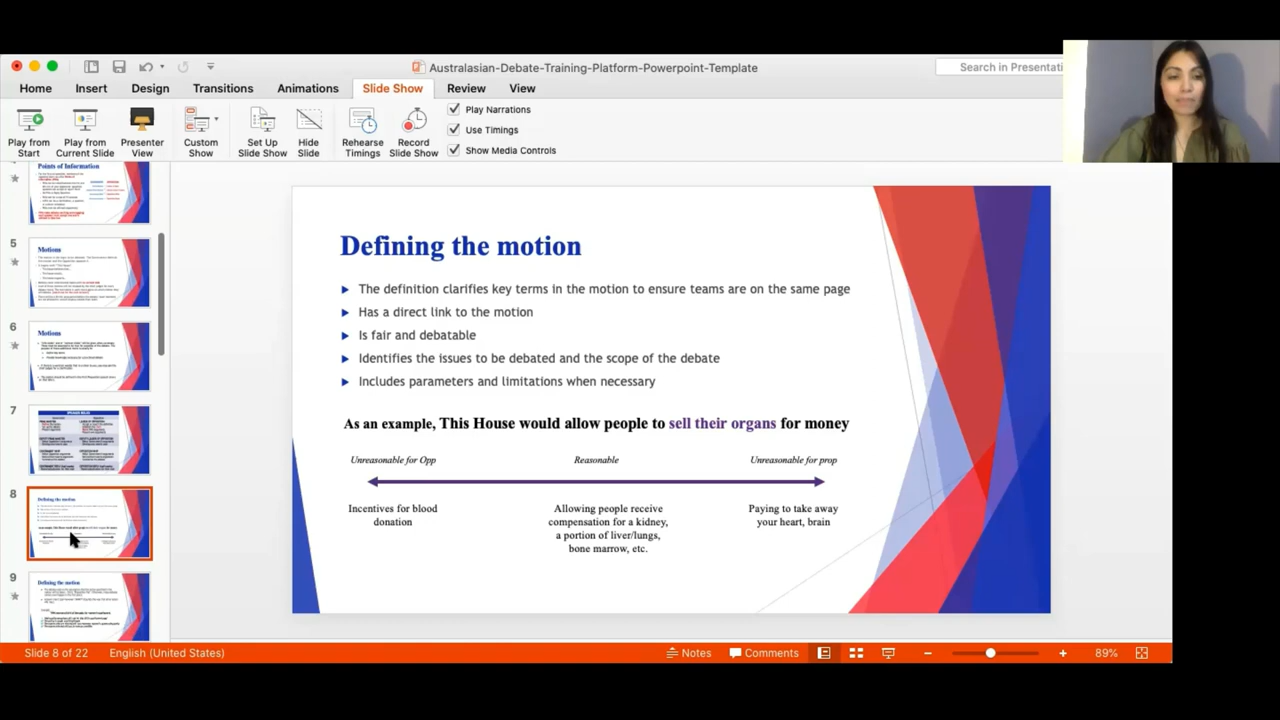 Australasian-Debate-Training-Platform-Powerpoint-Template
Search in Presentati
Home Insert Design Transitions Animations Slide Show Review View
Play from Start
Play from Current Slide
Presenter View
Custom Show
Set Up Slide Show
Hide Slide
Rehearse Timings
Record Slide Show
Play Narrations
Use Timings
Show Media Controls
Points of Information
5
Motions
6
Motions
7
8
Defining the motion
9
Defining the motion
Defining the motion
The definition clarifies terms in the motion to ensure teams are on the same page
Has a direct link to the motion
Is fair and debatable
Identifies the issues to be debated and the scope of the debate
Includes parameters and limitations when necessary
As an example, This House would allow people to sell their organs for money
Unreasonable for Opp Reasonable Unreasonable for prop
Incentives for blood
donation
Allowing people receive
compensation for a kidney,
a portion of liver/lungs,
bone marrow, etc.
Paying to take away
your heart, brain
Slide 8 of 22 English (United States) Notes Comments 89%